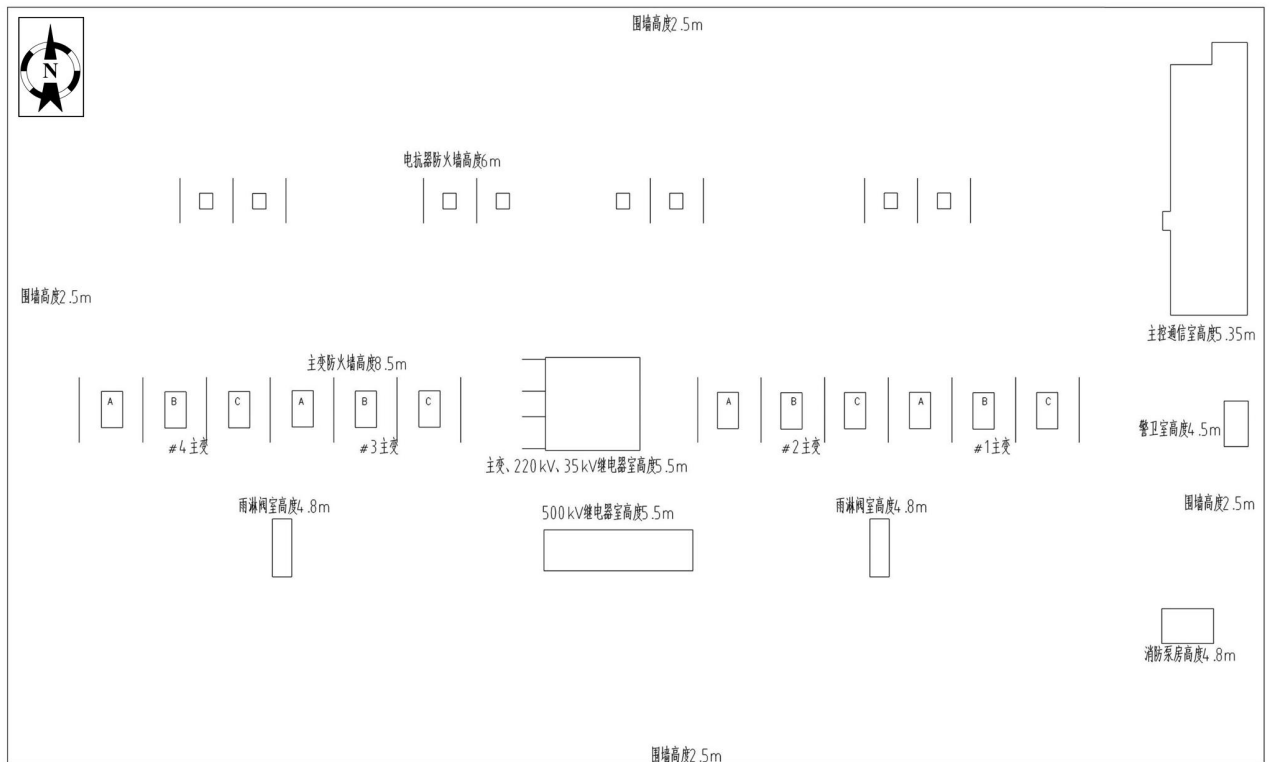 围墙高度2.5m
N
电抗器防火墙高度6m
围墙高度2.5m
主控通信室高度5.35m
主变防火墙高度8.5m
A B C A B C A B C A B C
警卫室高度4.5m
#4主变 #3主变 #2主变 #1主变
主变、220kV、35kV继电器室高度5.5m
雨淋阀室高度4.8m 500kV继电器室高度5.5m 雨淋阀室高度4.8m 围墙高度2.5m
消防泵房高度4.8m
围墙高度2.5m